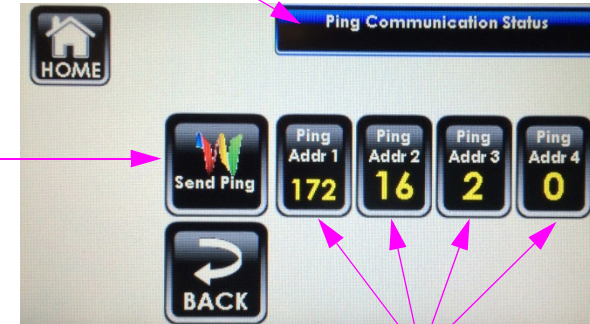 Ping Communication Status
HOME
Send Ping
Ping
Addr 1
172
Ping
Addr 2
16
Ping
Addr 3
2
Ping
Addr 4
0
BACK